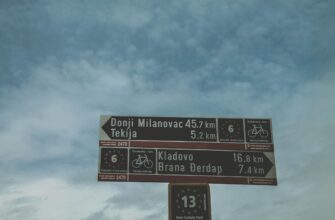 Donji Milanovac 45.7 km
Tekija 5.2 km
6
6
Kladovo 16.8 km
Brana Đerdap 7.4 km
13